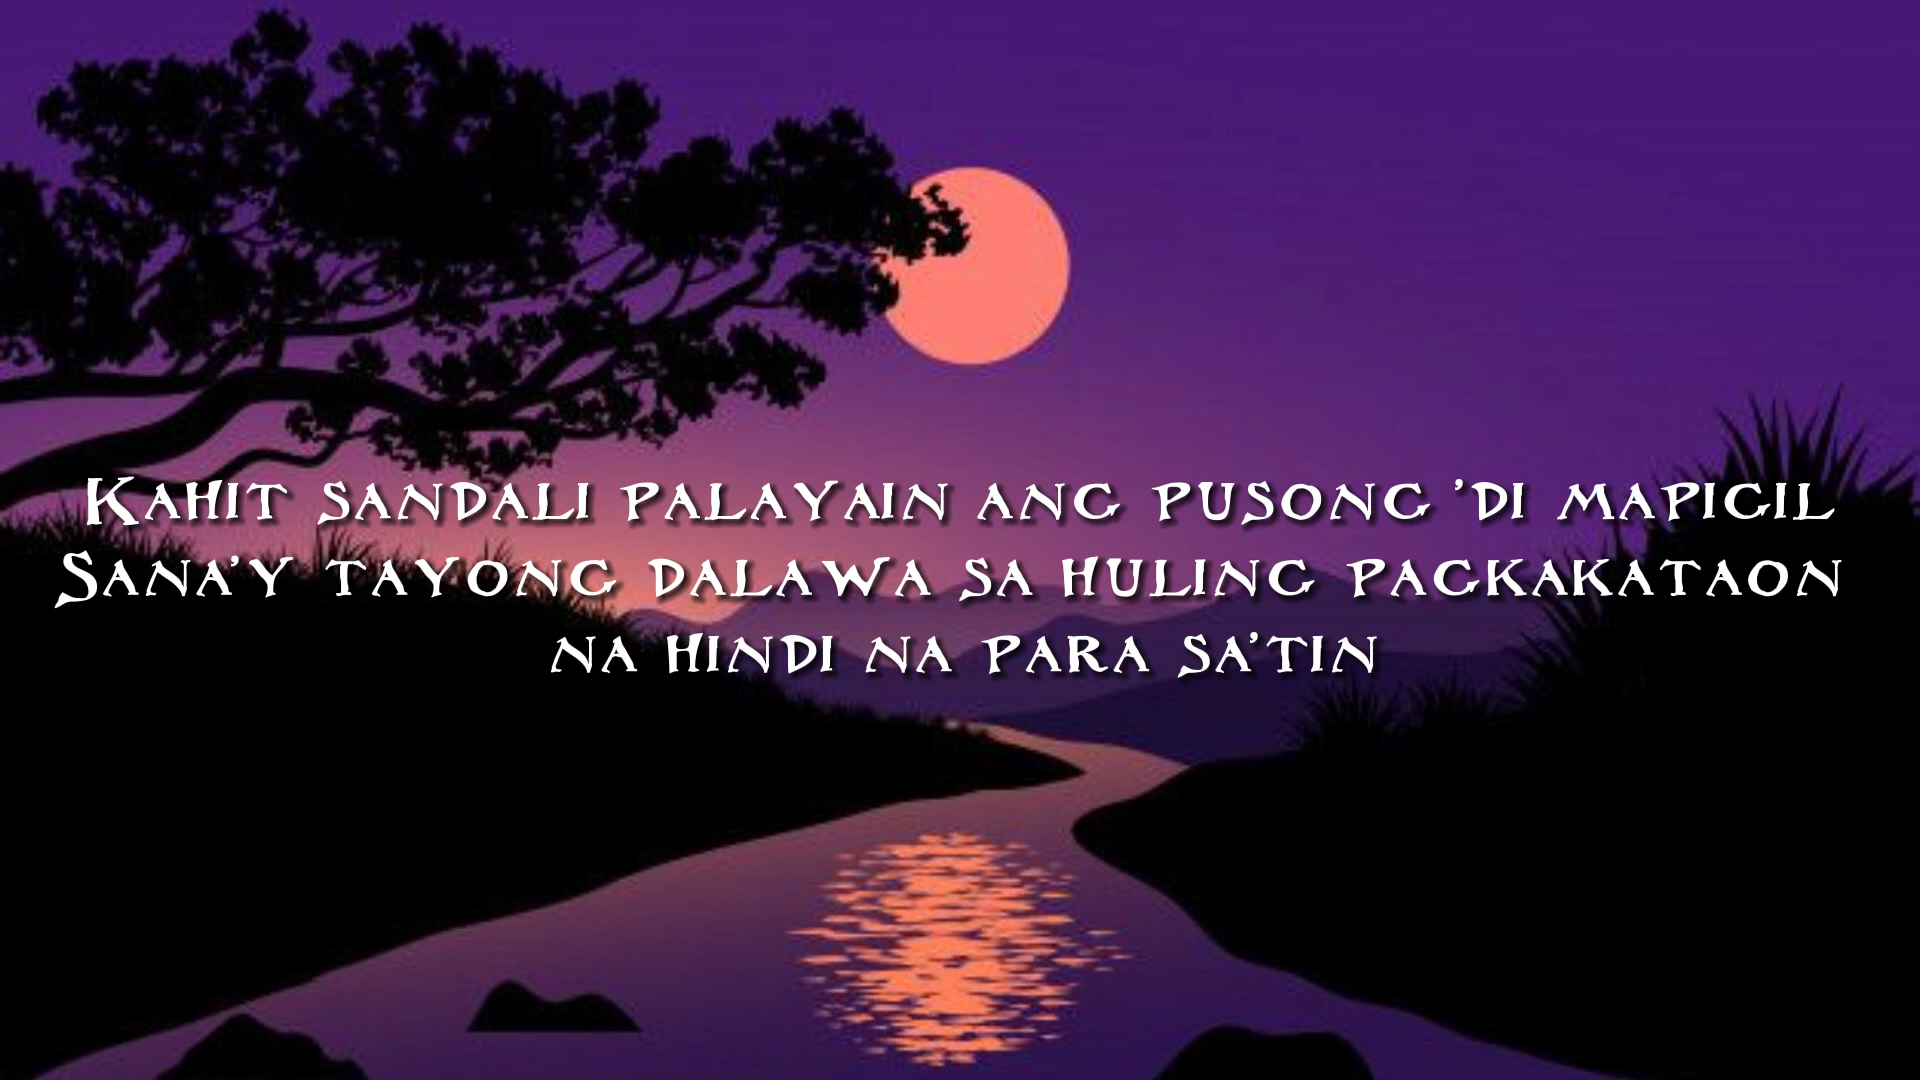 Kahit sandali palayain ang pusong 'di mapigil
Sana'y tayong dalawa sa huling pagkakataon
na hindi na para sa'tin